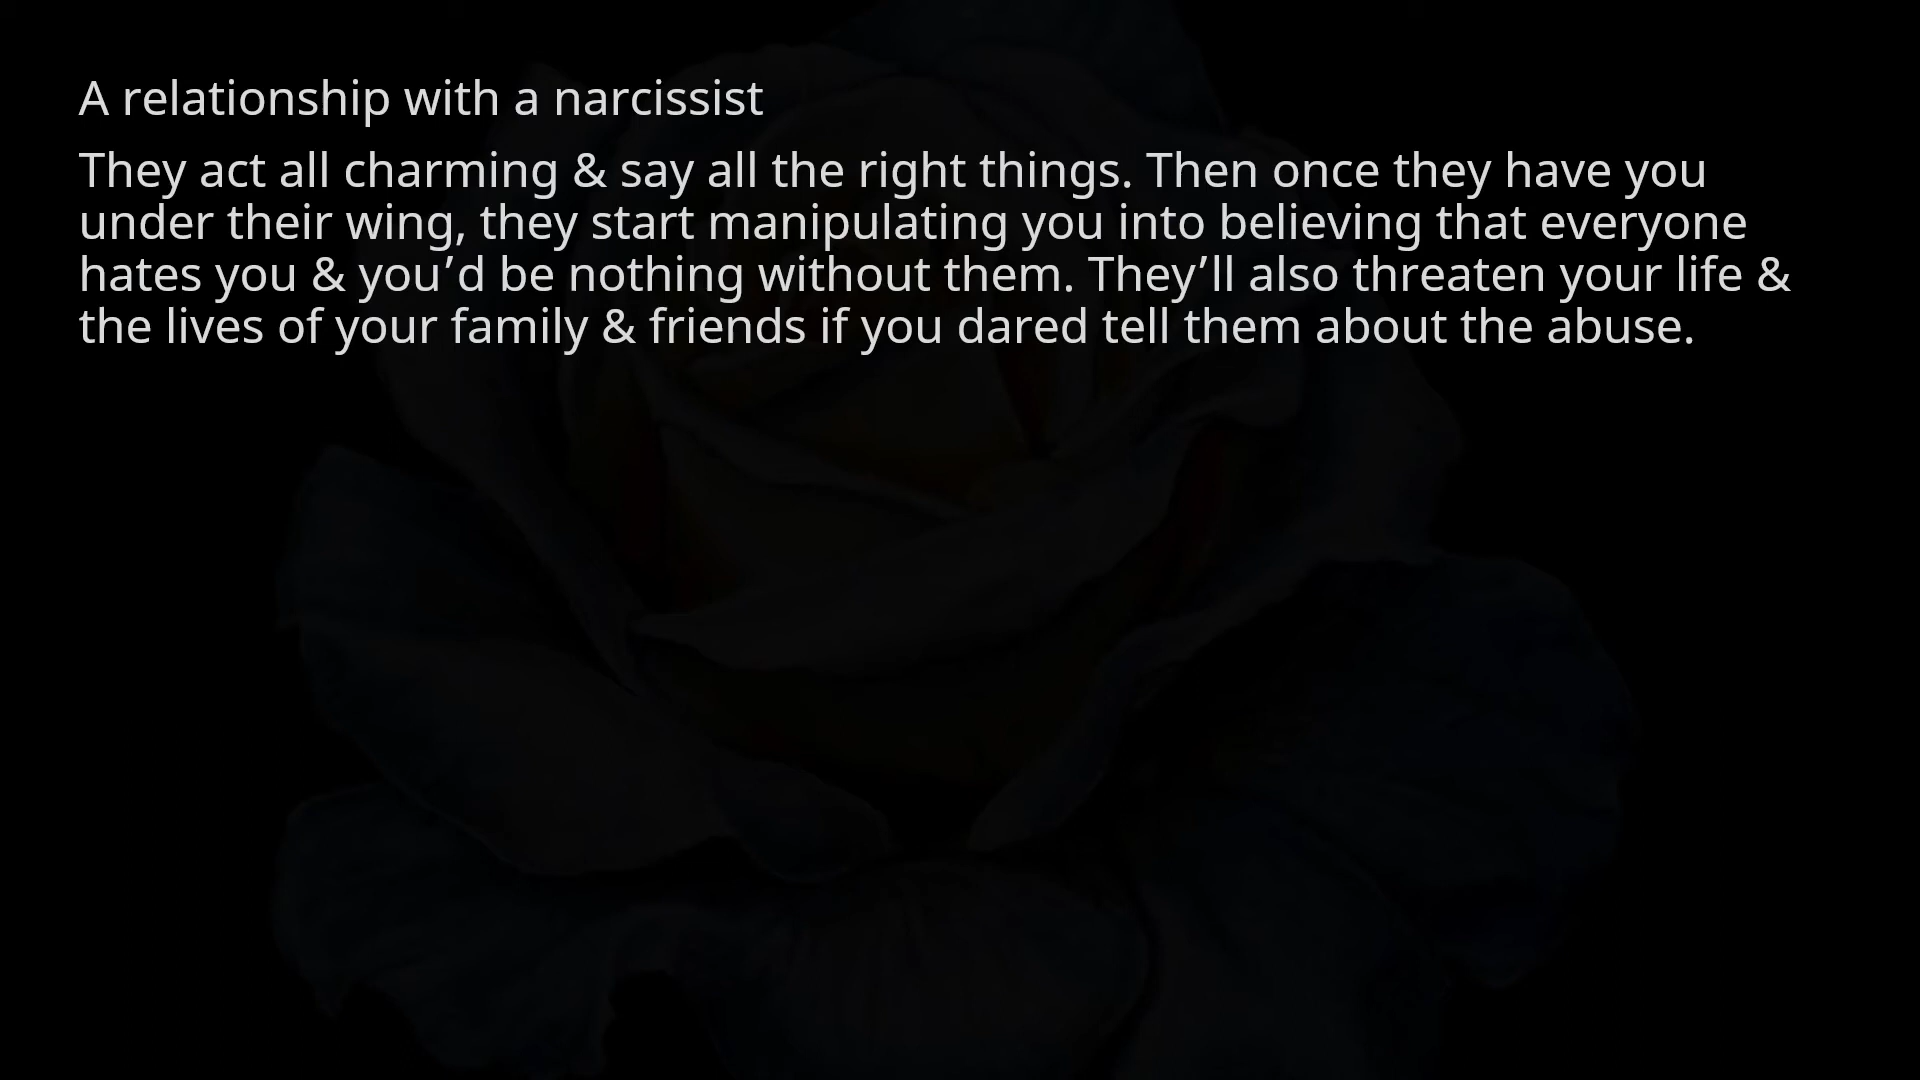 A relationship with a narcissist
They act all charming & say all the right things. Then once they have you
under their wing, they start manipulating you into believing that everyone
hates you & you’d be nothing without them. They’ll also threaten your life &
the lives of your family & friends if you dared tell them about the abuse.